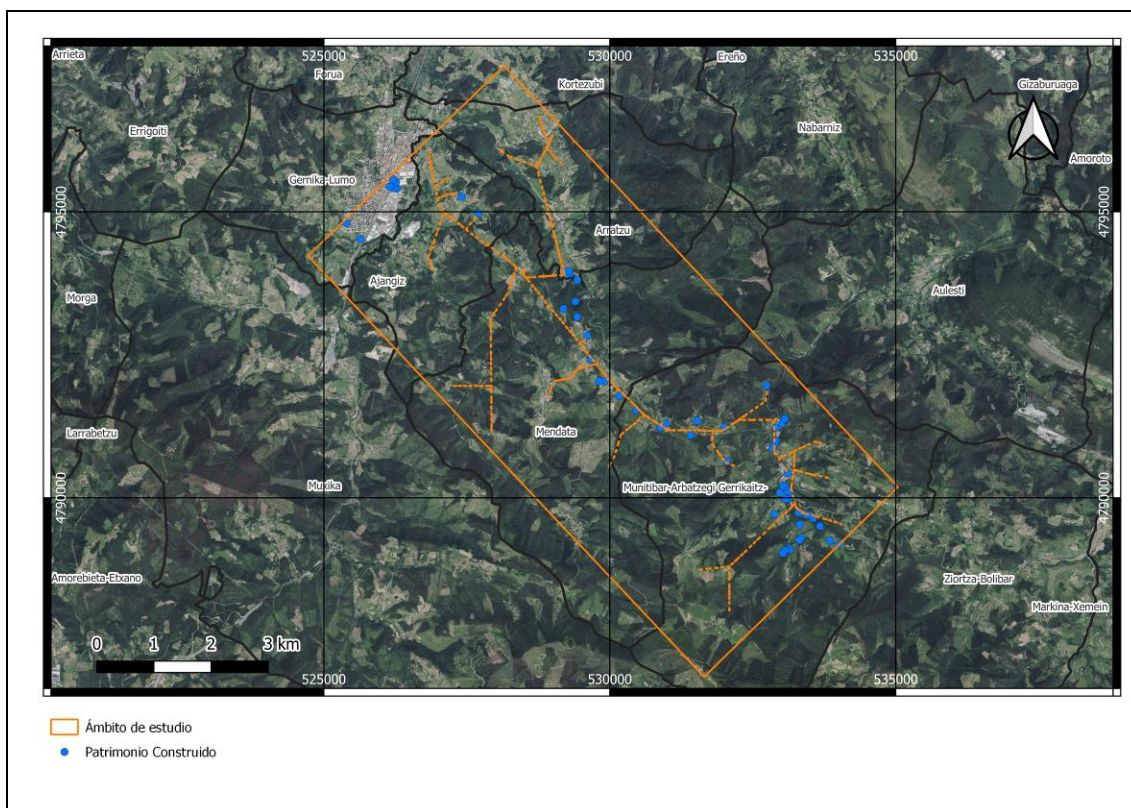 525000
530000
535000
Arrieta
Forua
Kortezubi
Ereño
Gizaburuaga
Errigoiti
Nabarniz
Amoroto
Gernika-Lumo
4795000
4795000
Arratzu
Ajangiz
Aulesti
Morga
Larrabetzu
Mendata
Muxika
Munitibar-Arbatzegi Gerrikaitz-
4790000
4790000
Amorebieta-Etxano
Ziortza-Bolibar
Markina-Xemein
0 1 2 3 km
525000
530000
535000
Ámbito de estudio
Patrimonio Construido